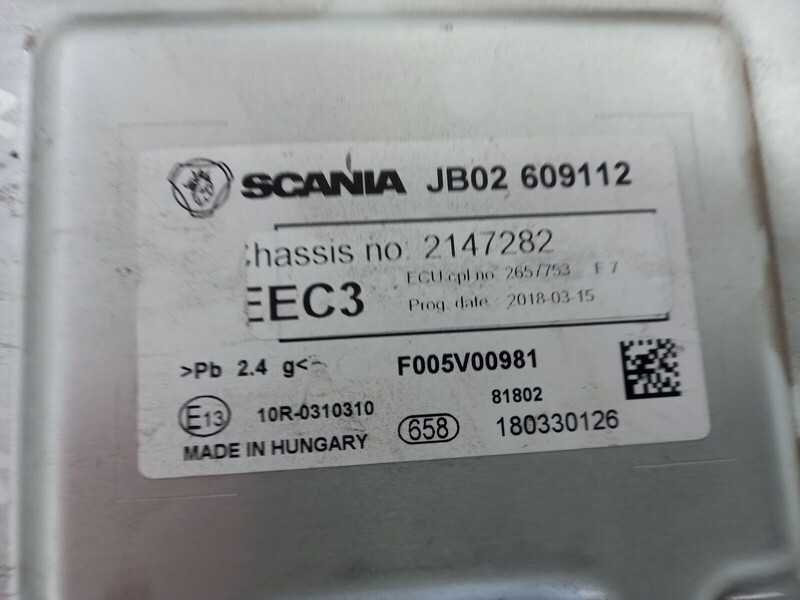 SCANIA JB02 609112
Chassis no: 2147282
ECU cpl no 2657753 E 7
EEC3
Prog. date 2018-03-15
>Pb 2.4 g<
F005V00981
E13 10R-0310310
658
81802
180330126
MADE IN HUNGARY